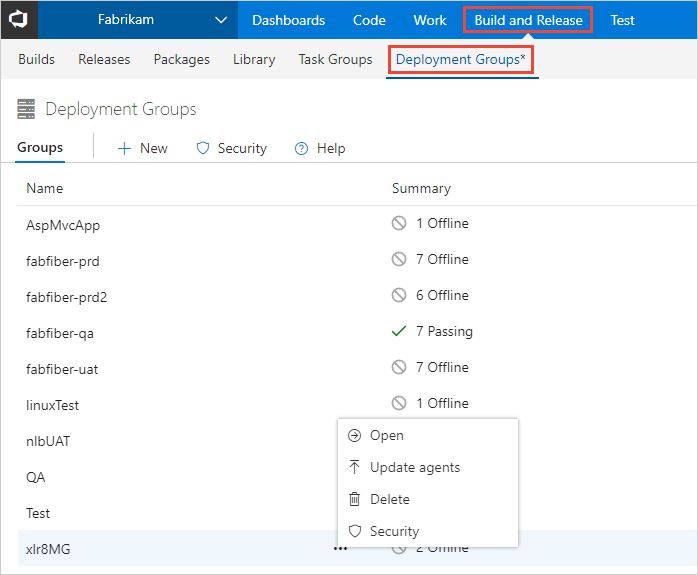 Fabrikam Dashboards Code Work Build and Release Test
Builds Releases Packages Library Task Groups Deployment Groups*
Deployment Groups
Groups New Security Help
Name Summary
AspMvcApp 1 Offline
fabfiber-prd 7 Offline
fabfiber-prd2 6 Offline
fabfiber-qa 7 Passing
fabfiber-uat 7 Offline
linuxTest 1 Offline
nlbUAT
QA
Test
xlr8MG ... 2 Offline
Open
Update agents
Delete
Security